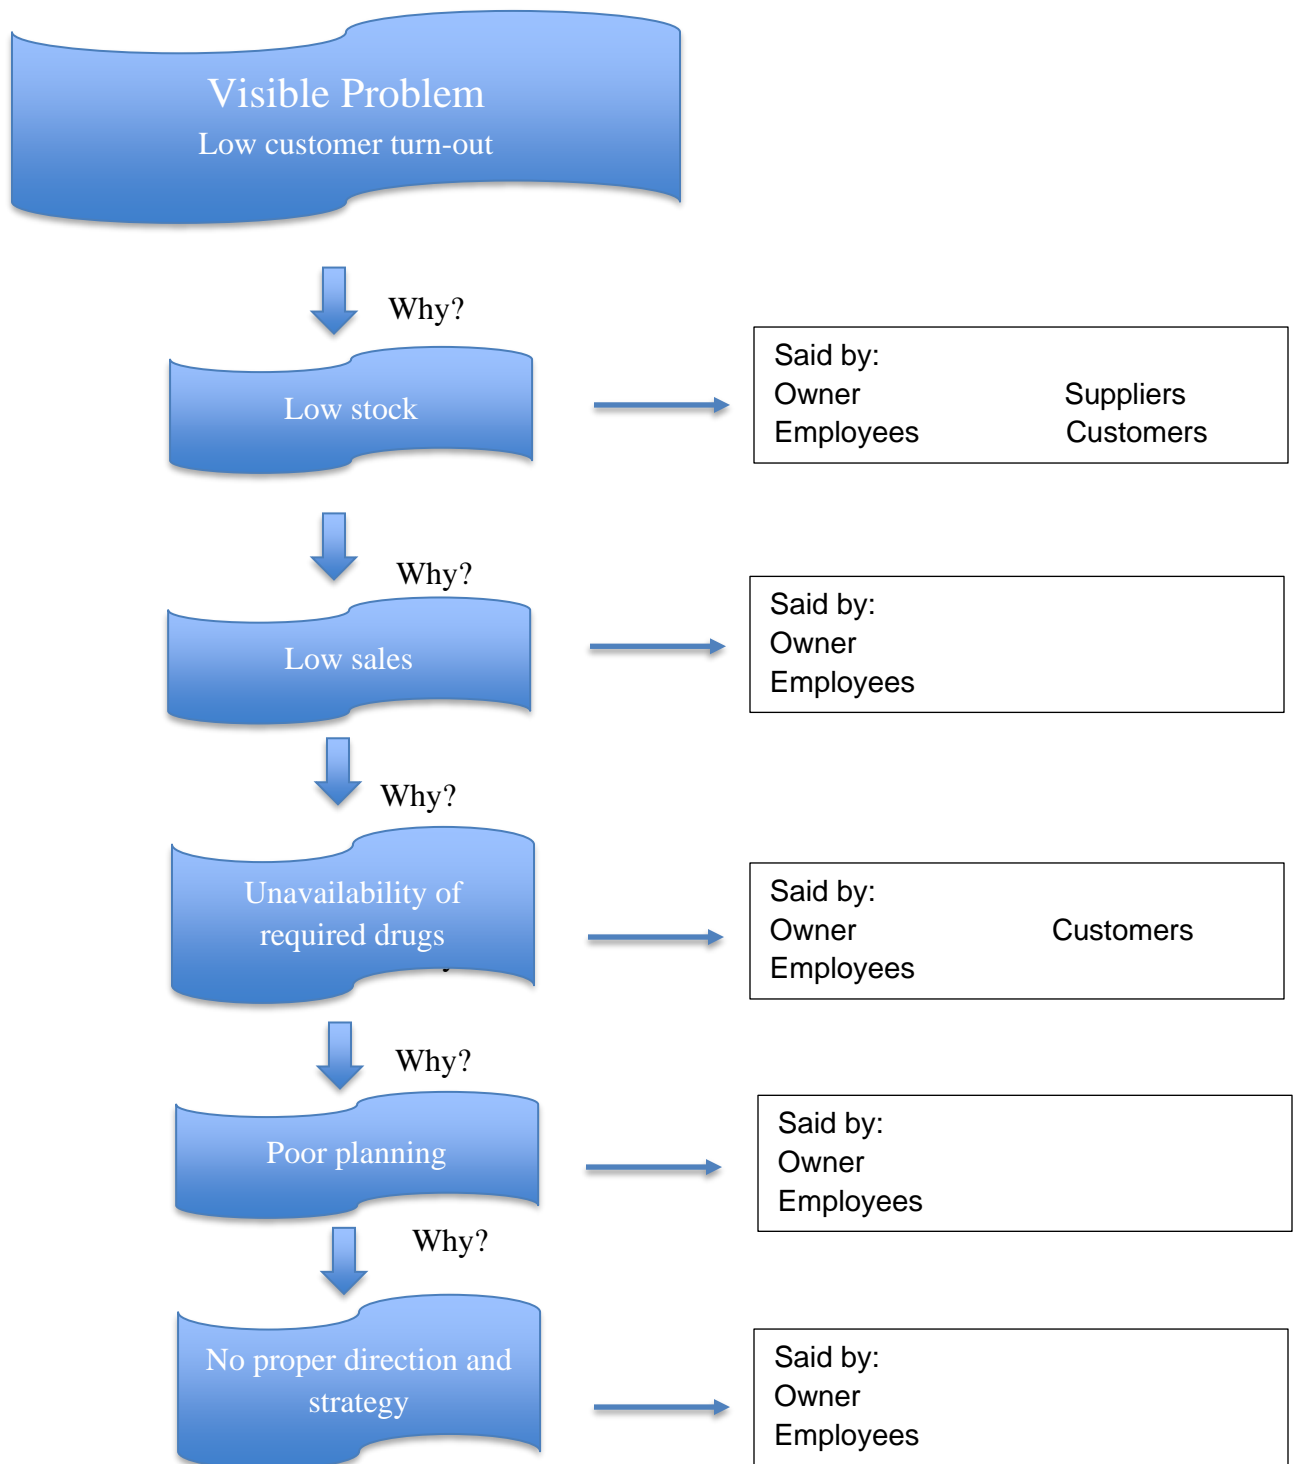 Visible Problem
Low customer turn-out
Why?
Low stock
Said by:
Owner Suppliers
Employees Customers
Why?
Low sales
Said by:
Owner
Employees
Why?
Unavailability of
required drugs
Said by:
Owner Customers
Employees
Why?
Poor planning
Said by:
Owner
Employees
Why?
No proper direction and
strategy
Said by:
Owner
Employees